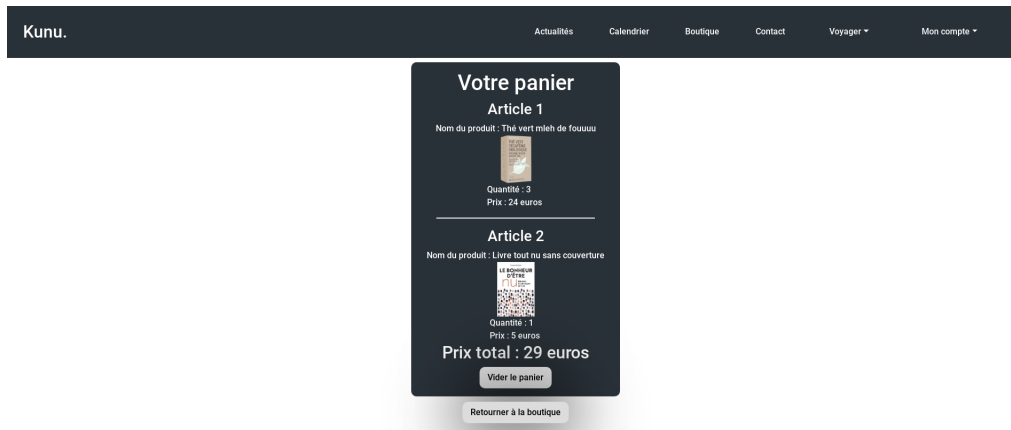 Kunu.
Actualités
Calendrier
Boutique
Contact
Voyager
Mon compte
Votre panier
Article 1
Nom du produit : Thé vert mleh de fouuuu
Quantité : 3
Prix : 24 euros
Article 2
Nom du produit : Livre tout nu sans couverture
LE BONHEUR
D'ÊTRE
nu
Quantité : 1
Prix : 5 euros
Prix total : 29 euros
Vider le panier
Retourner à la boutique